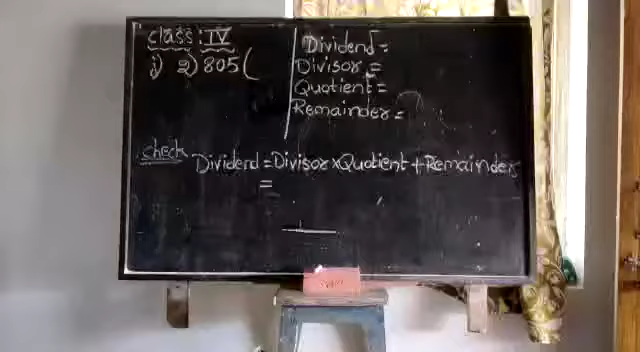 class : IV
i) 2) 805 (
Dividend =
Divisor =
Quotient =
Remainder =
check
Dividend = Divisor x Quotient + Remainder
=